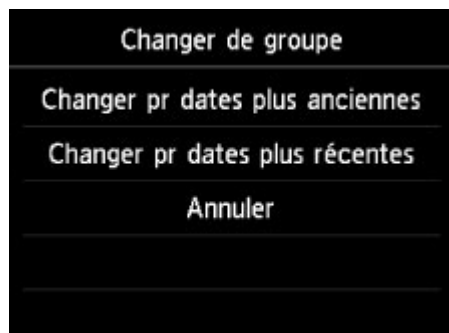 Changer de groupe
Changer pr dates plus anciennes
Changer pr dates plus récentes
Annuler